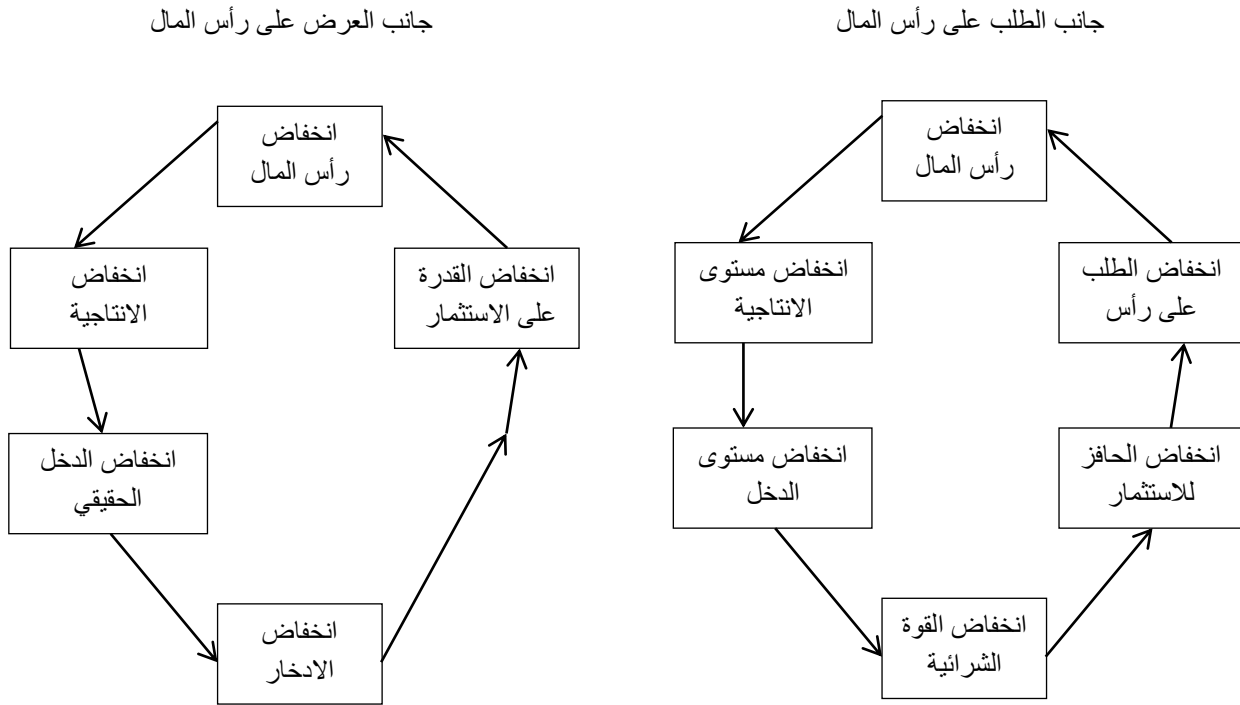 جانب الطلب على رأس المال
انخفاض
رأس المال
انخفاض الطلب
على رأس
انخفاض مستوى
الانتاجية
انخفاض الحافز
للاستثمار
انخفاض مستوى
الدخل
انخفاض القوة
الشرائية
جانب العرض على رأس المال
انخفاض
رأس المال
انخفاض القدرة
على الاستثمار
انخفاض
الانتاجية
انخفاض الدخل
الحقيقي
انخفاض
الادخار